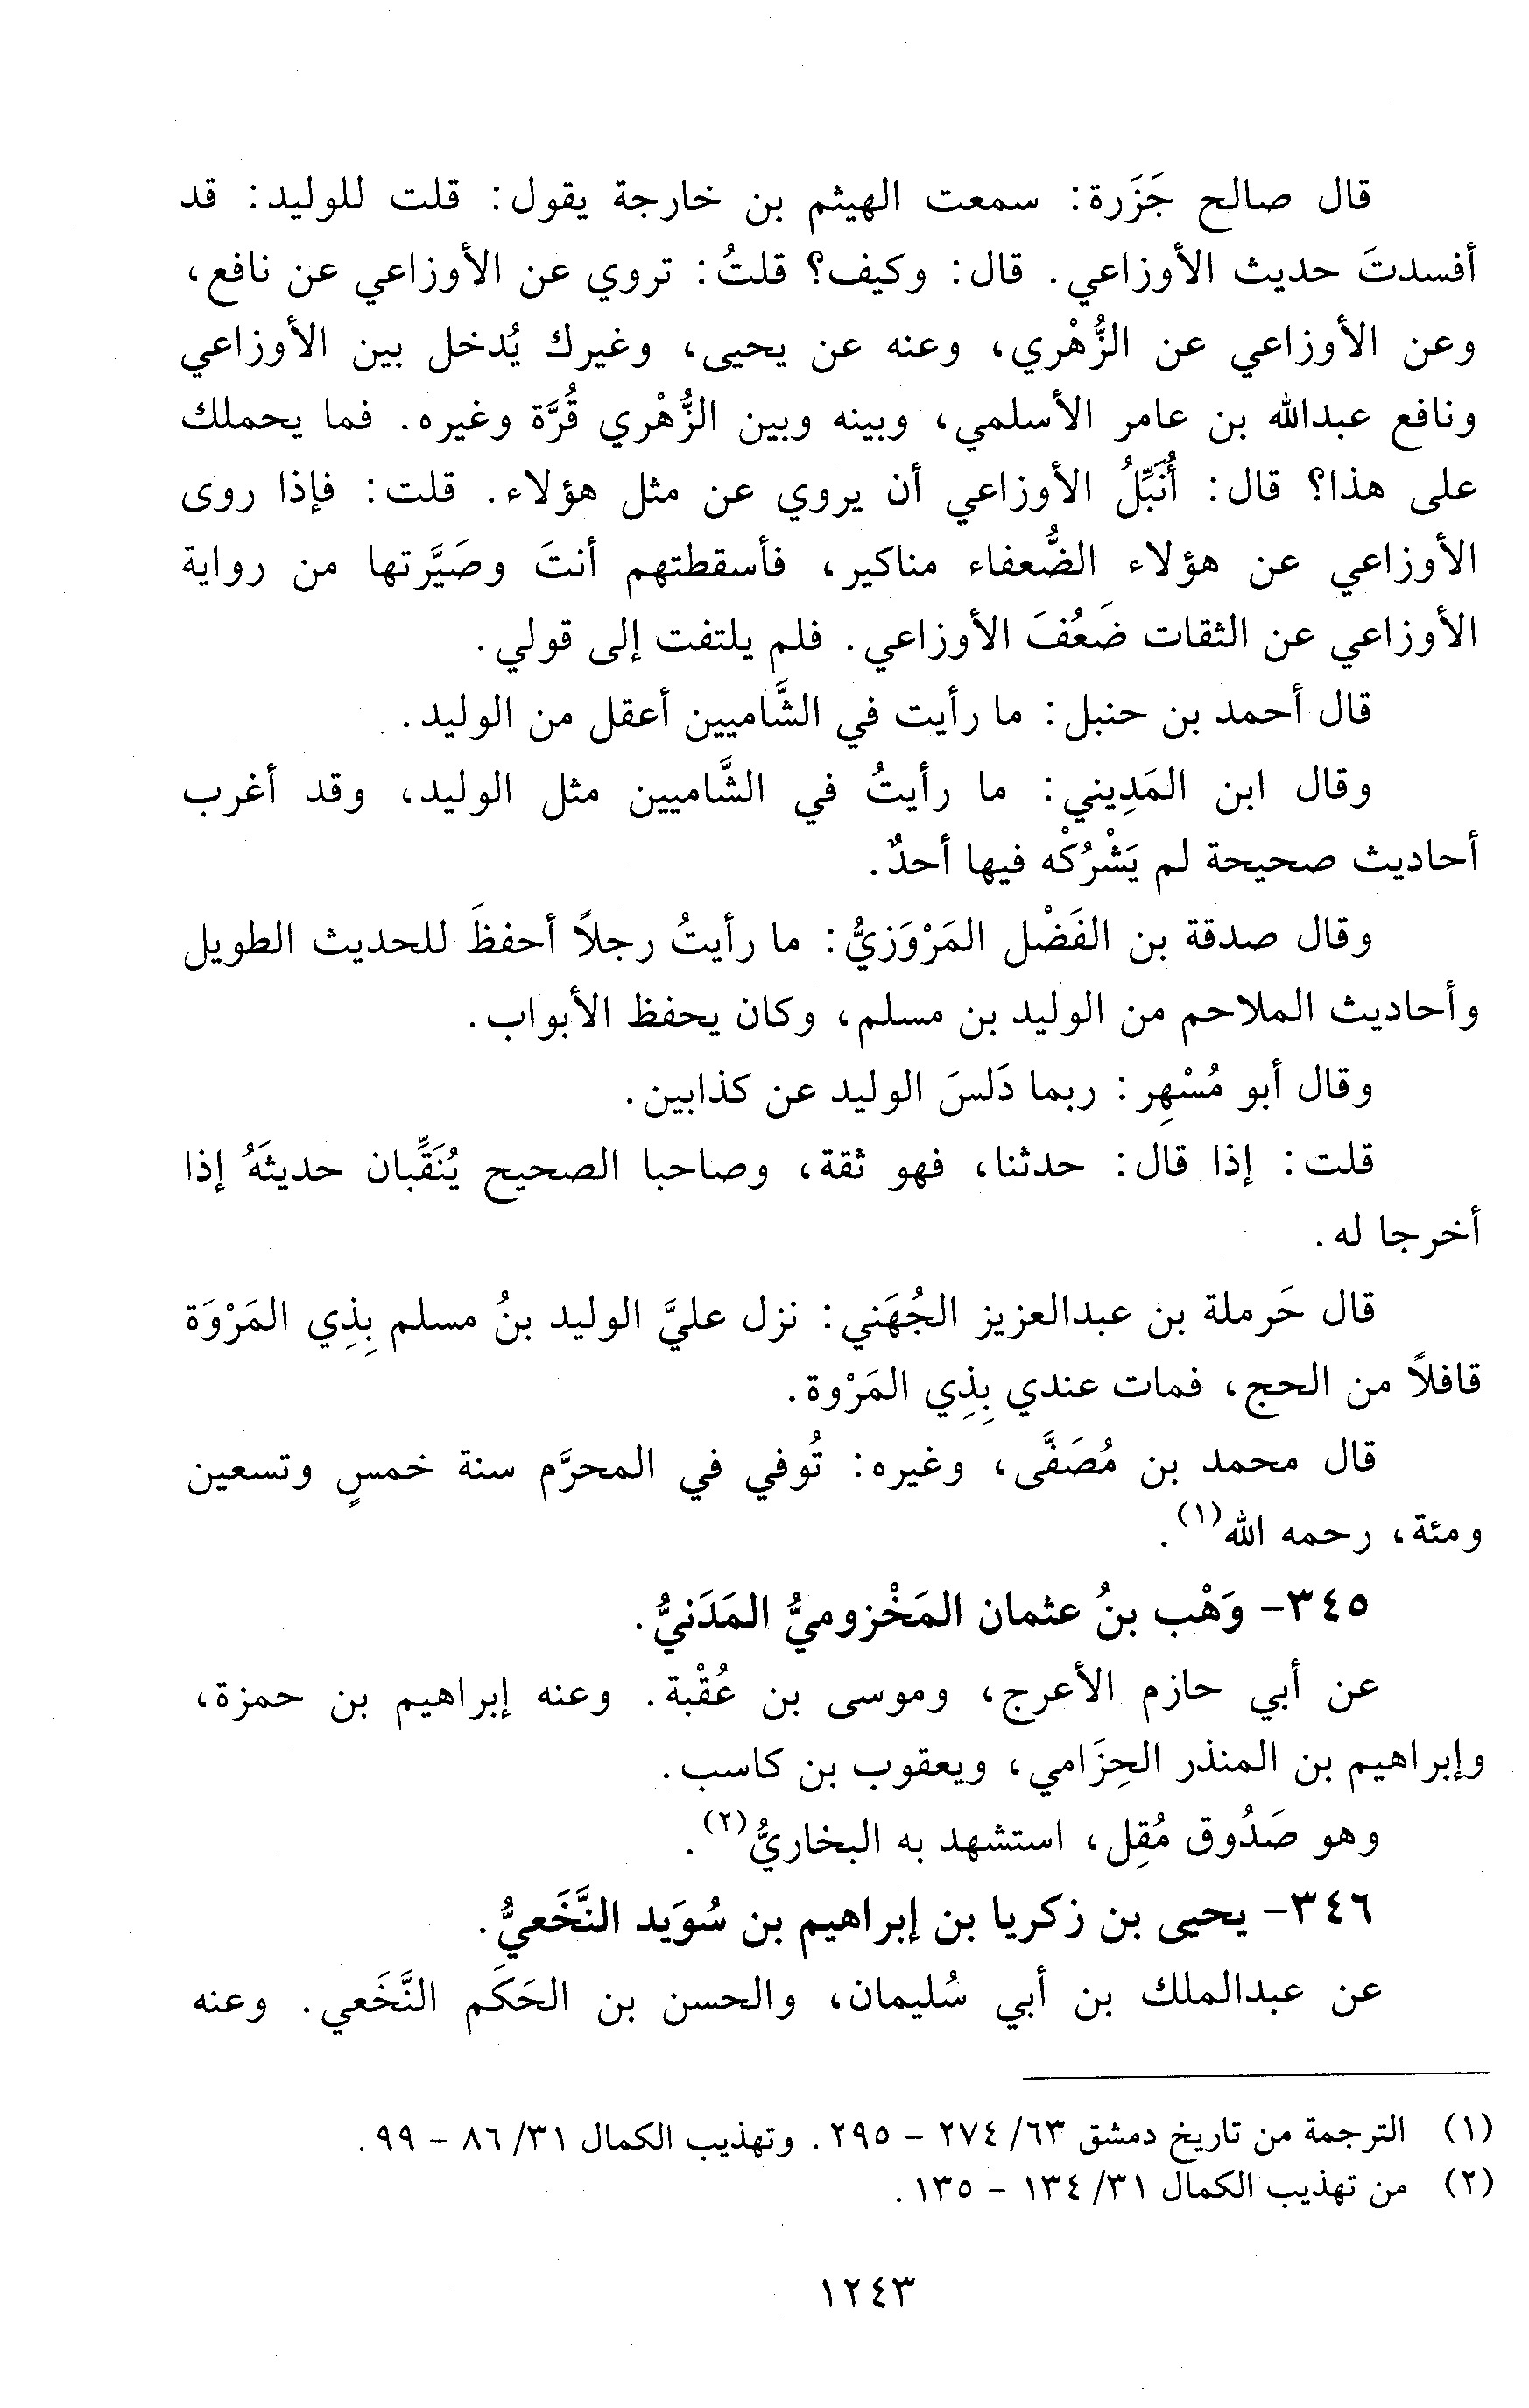 قال صالح جَزَرة: سمعت الهيثم بن خارجة يقول: قلت للوليد: قد
أفسدتَ حديث الأوزاعي. قال: وكيف؟ قلتُ: تروي عن الأوزاعي عن نافع،
وعن الأوزاعي عن الزُّهْري، وعنه عن يحيى، وغيرك يُدخل بين الأوزاعي
ونافع عبدالله بن عامر الأسلمي، وبينه وبين الزُّهْري قُرَّة وغيره. فما يحملك
على هذا؟ قال: أُنَبِّلُ الأوزاعي أن يروي عن مثل هؤلاء. قلت: فإذا روى
الأوزاعي عن هؤلاء الضُّعفاء مناكير، فأسقطتهم أنتَ وصَيَّرتها من رواية
الأوزاعي عن الثقات ضَعُفَ الأوزاعي. فلم يلتفت إلى قولي.
قال أحمد بن حنبل: ما رأيت في الشَّاميين أعقل من الوليد.
وقال ابن المَدِيني: ما رأيتُ في الشَّاميين مثل الوليد، وقد أغرب
أحاديث صحيحة لم يَشْرُكْه فيها أحدٌ.
وقال صدقة بن الفَضْل المَرْوَزيُّ: ما رأيتُ رجلاً أحفظَ للحديث الطويل
وأحاديث الملاحم من الوليد بن مسلم، وكان يحفظ الأبواب.
وقال أبو مُسْهِر: ربما دَلسَ الوليد عن كذابين.
قلت: إذا قال: حدثنا، فهو ثقة، وصاحبا الصحيح يُنَقِّبان حديثَهُ إذا
أخرجا له.
قال حَرملة بن عبدالعزيز الجُهَني: نزل عليَّ الوليد بنُ مسلم بِذِي المَرْوَة
قافلاً من الحج، فمات عندي بِذِي المَرْوة.
قال محمد بن مُصَفَّى، وغيره: تُوفي في المحرَّم سنة خمسٍ وتسعين
ومئة، رحمه الله(١).
٣٤٥- وَهْب بنُ عثمان المَخْزوميُّ المَدَنيُّ.
عن أبي حازم الأعرج، وموسى بن عُقْبة. وعنه إبراهيم بن حمزة،
وإبراهيم بن المنذر الحِزَامي، ويعقوب بن كاسب.
وهو صَدُوق مُقِل، استشهد به البخاريُّ(٢).
٣٤٦- يحيى بن زكريا بن إبراهيم بن سُوَيد النَّخَعيُّ.
عن عبدالملك بن أبي سُليمان، والحسن بن الحَكَم النَّخَعي. وعنه
(١) الترجمة من تاريخ دمشق ٦٣/ ٢٧٤ - ٢٩٥. وتهذيب الكمال ٣١/ ٨٦ - ٩٩.
(٢) من تهذيب الكمال ٣١/ ١٣٤ - ١٣٥.
١٢٤٣